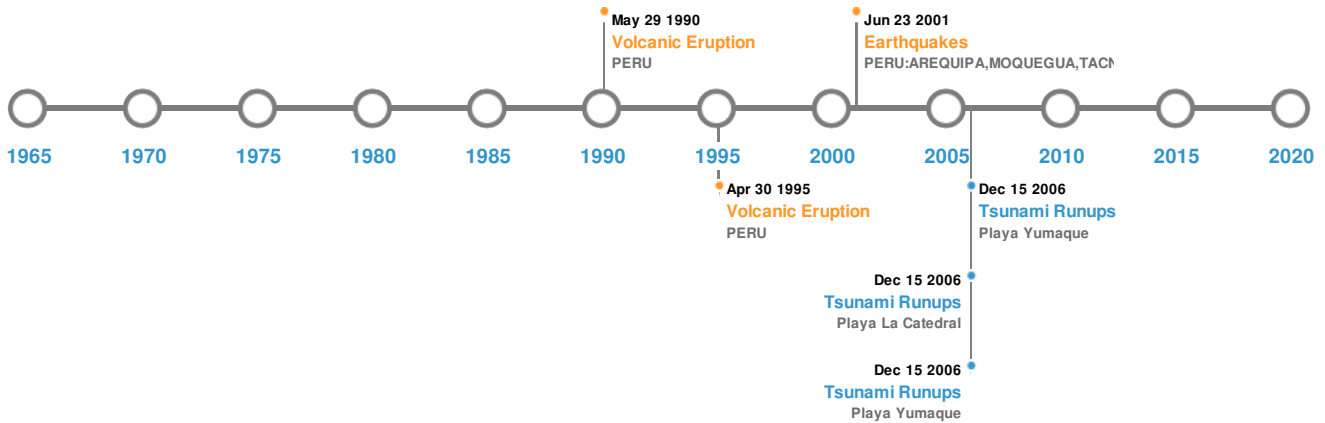 May 29 1990
Volcanic Eruption
PERU
Jun 23 2001
Earthquakes
PERU:AREQUIPA,MOQUEGUA,TACN
1965 1970 1975 1980 1985 1990 1995 2000 2005 2010 2015 2020
Apr 30 1995
Volcanic Eruption
PERU
Dec 15 2006
Tsunami Runups
Playa Yumaque
Dec 15 2006
Tsunami Runups
Playa La Catedral
Dec 15 2006
Tsunami Runups
Playa Yumaque